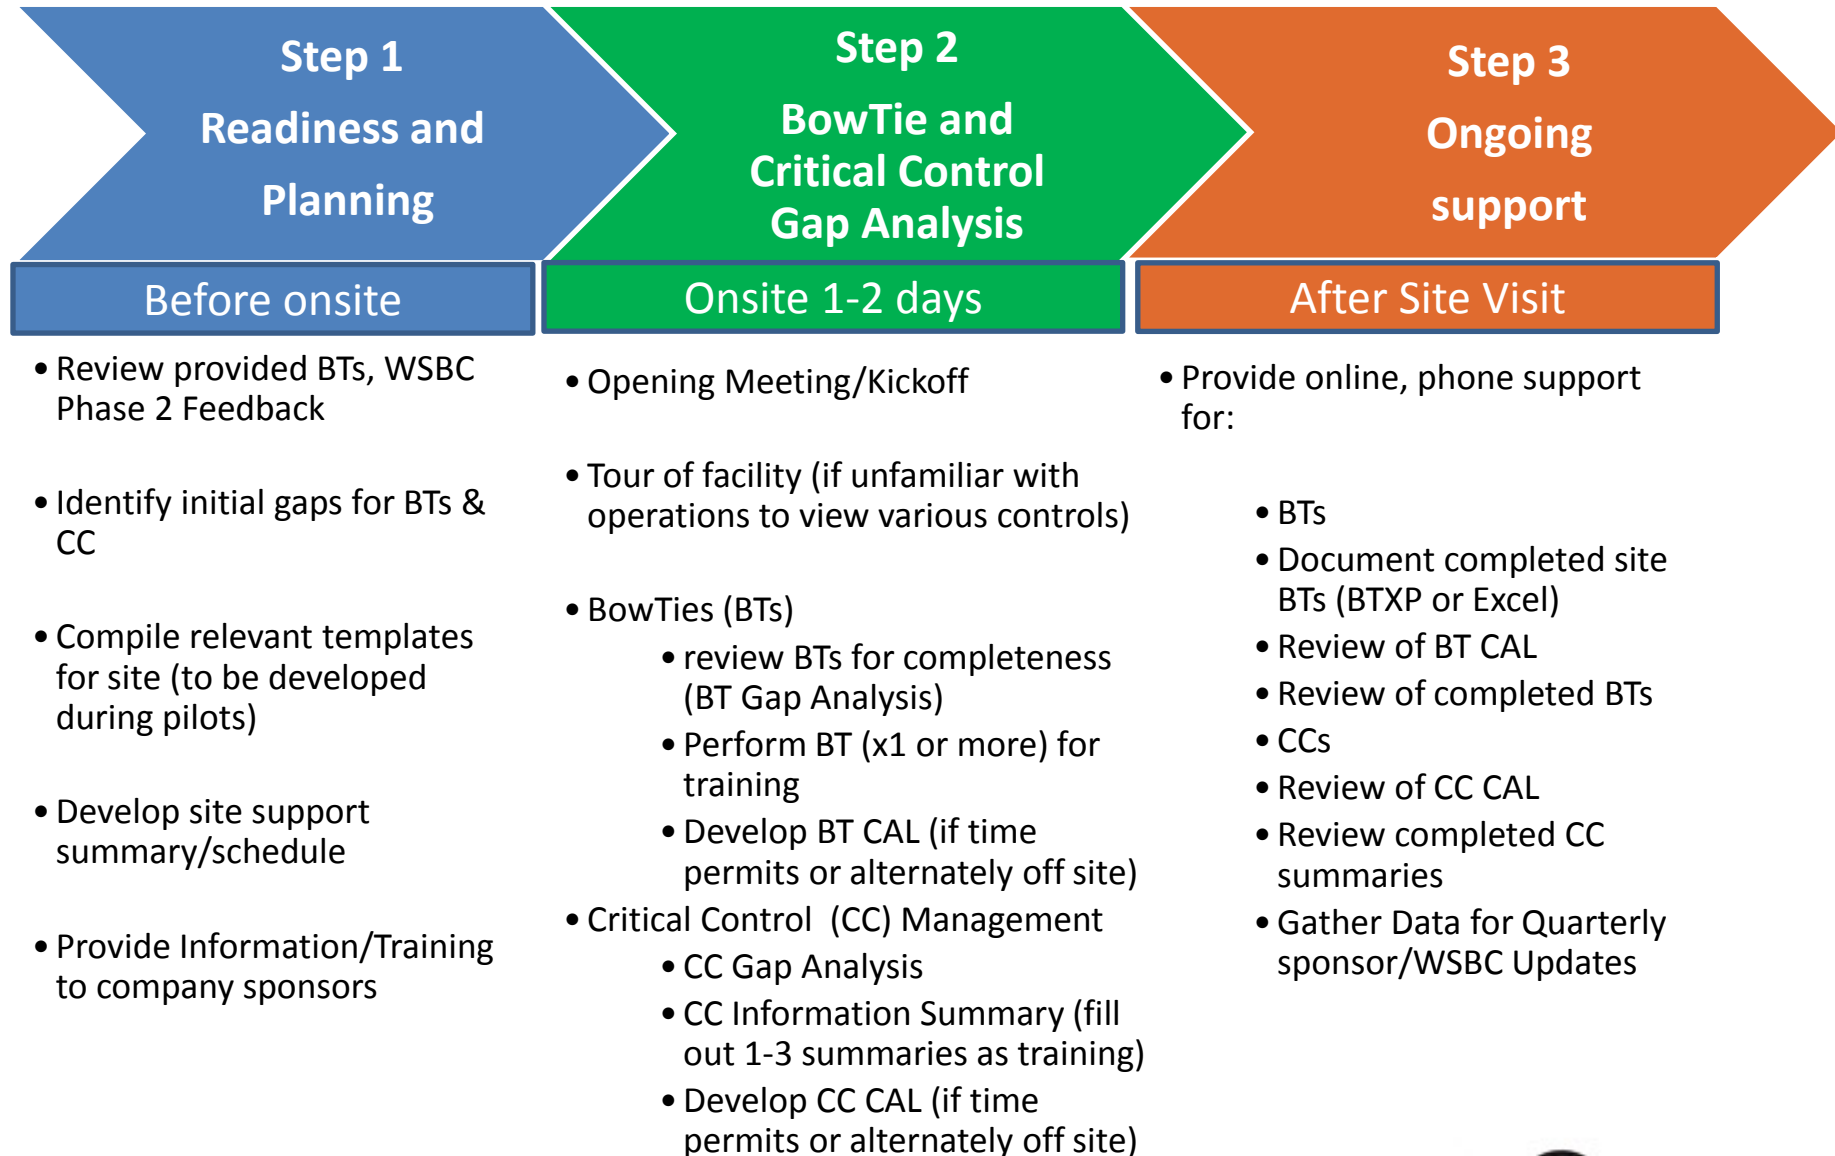 Step 1
Readiness and
Planning
Before onsite
• Review provided BTs, WSBC
Phase 2 Feedback
• Identify initial gaps for BTs &
CC
• Compile relevant templates
for site (to be developed
during pilots)
• Develop site support
summary/schedule
• Provide Information/Training
to company sponsors
Step 2
BowTie and
Critical Control
Gap Analysis
Onsite 1-2 days
• Opening Meeting/Kickoff
• Tour of facility (if unfamiliar with
operations to view various controls)
• BowTies (BTs)
• review BTs for completeness
(BT Gap Analysis)
• Perform BT (x1 or more) for
training
• Develop BT CAL (if time
permits or alternately off site)
• Critical Control (CC) Management
• CC Gap Analysis
• CC Information Summary (fill
out 1-3 summaries as training)
• Develop CC CAL (if time
permits or alternately off site)
Step 3
Ongoing
support
After Site Visit
• Provide online, phone support
for:
• BTs
• Document completed site
BTs (BTXP or Excel)
• Review of BT CAL
• Review of completed BTs
• CCs
• Review of CC CAL
• Review completed CC
summaries
• Gather Data for Quarterly
sponsor/WSBC Updates